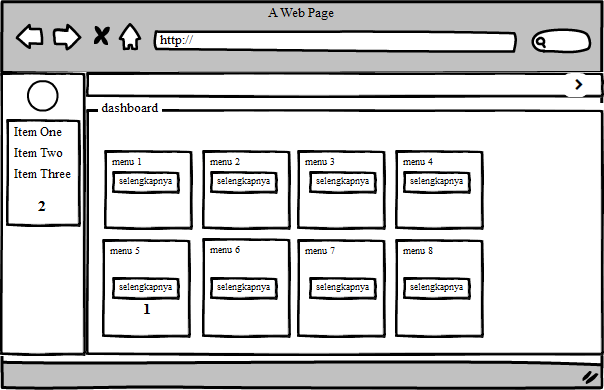 A Web Page
http://
dashboard
Item One
Item Two
Item Three
2
menu 1
selengkapnya
menu 2
selengkapnya
menu 3
selengkapnya
menu 4
selengkapnya
menu 5
selengkapnya
1
menu 6
selengkapnya
menu 7
selengkapnya
menu 8
selengkapnya